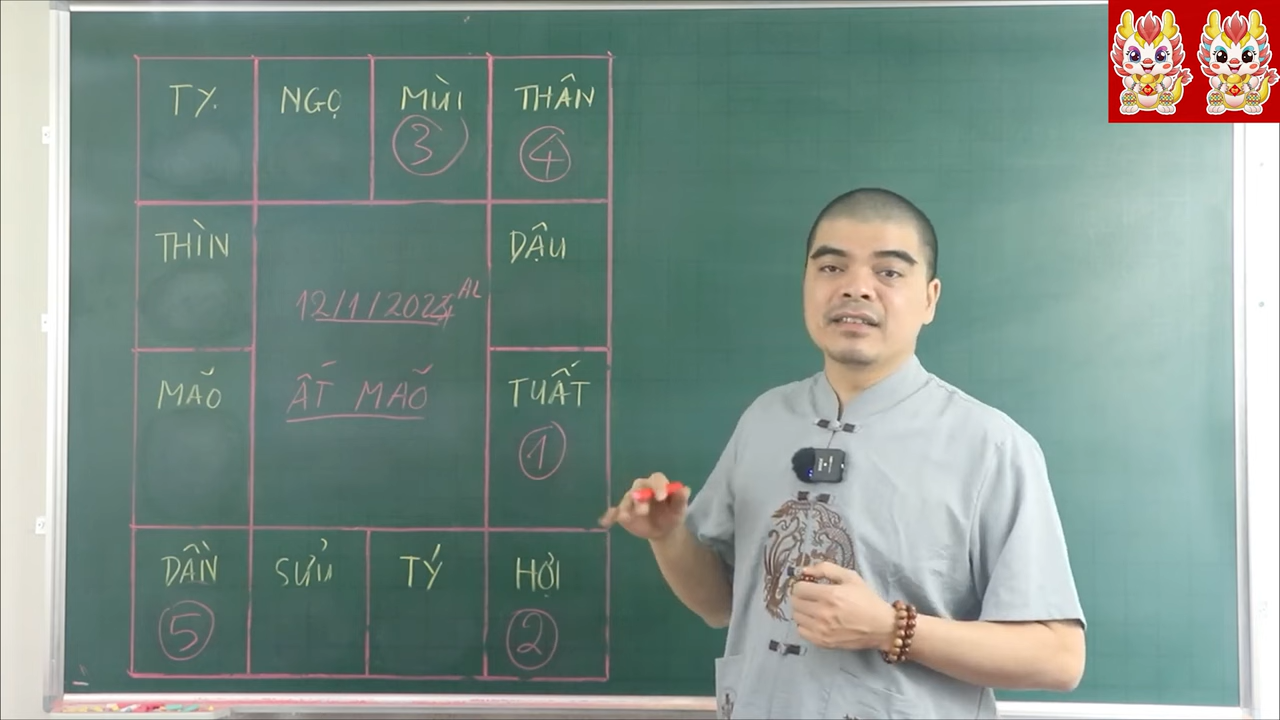 TỴ NGỌ MÙI THÂN
③ ④
THÌN DẬU
12/1/2024 AL
MÃO ẤT MÃO TUẤT
①
DẦN SỬU TÝ HỢI
⑤ ②